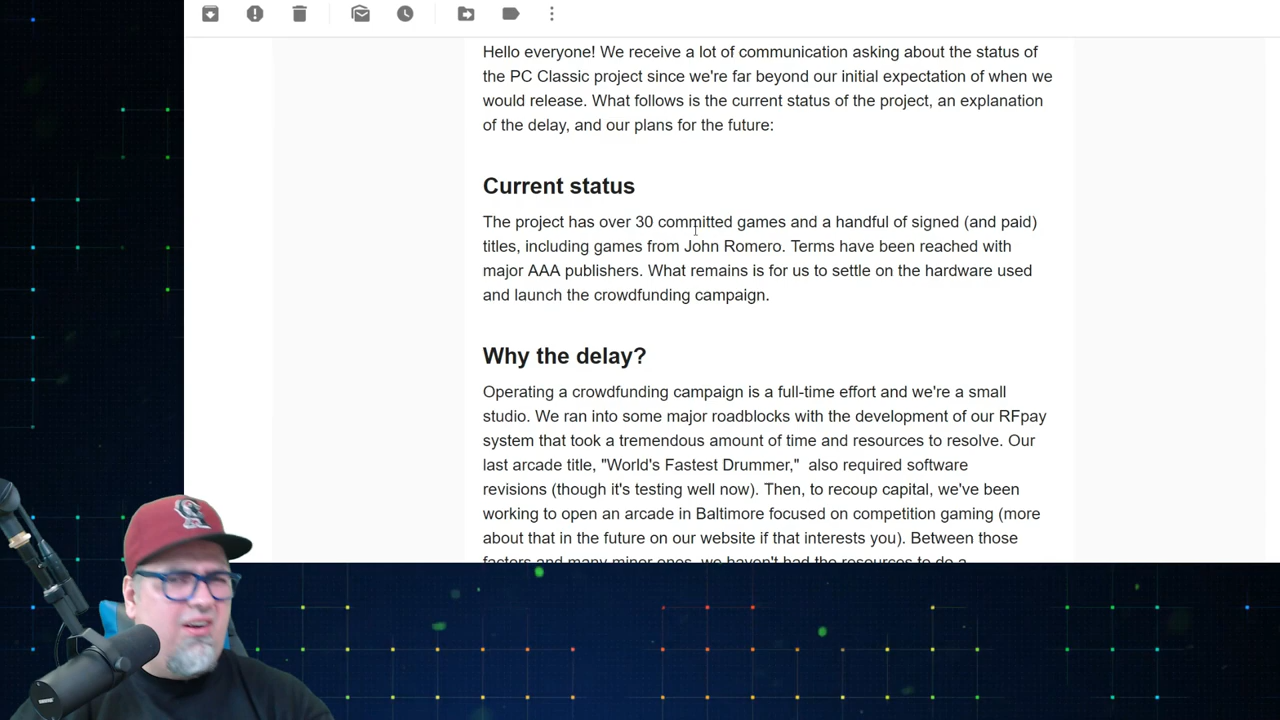 Hello everyone! We receive a lot of communication asking about the status of
the PC Classic project since we're far beyond our initial expectation of when we
would release. What follows is the current status of the project, an explanation
of the delay, and our plans for the future:
Current status
The project has over 30 committed games and a handful of signed (and paid)
titles, including games from John Romero. Terms have been reached with
major AAA publishers. What remains is for us to settle on the hardware used
and launch the crowdfunding campaign.
Why the delay?
Operating a crowdfunding campaign is a full-time effort and we're a small
studio. We ran into some major roadblocks with the development of our RFpay
system that took a tremendous amount of time and resources to resolve. Our
last arcade title, "World's Fastest Drummer,"  also required software
revisions (though it's testing well now). Then, to recoup capital, we've been
working to open an arcade in Baltimore focused on competition gaming (more
about that in the future on our website if that interests you). Between those
factors and many minor ones, we haven't had the resources to do a